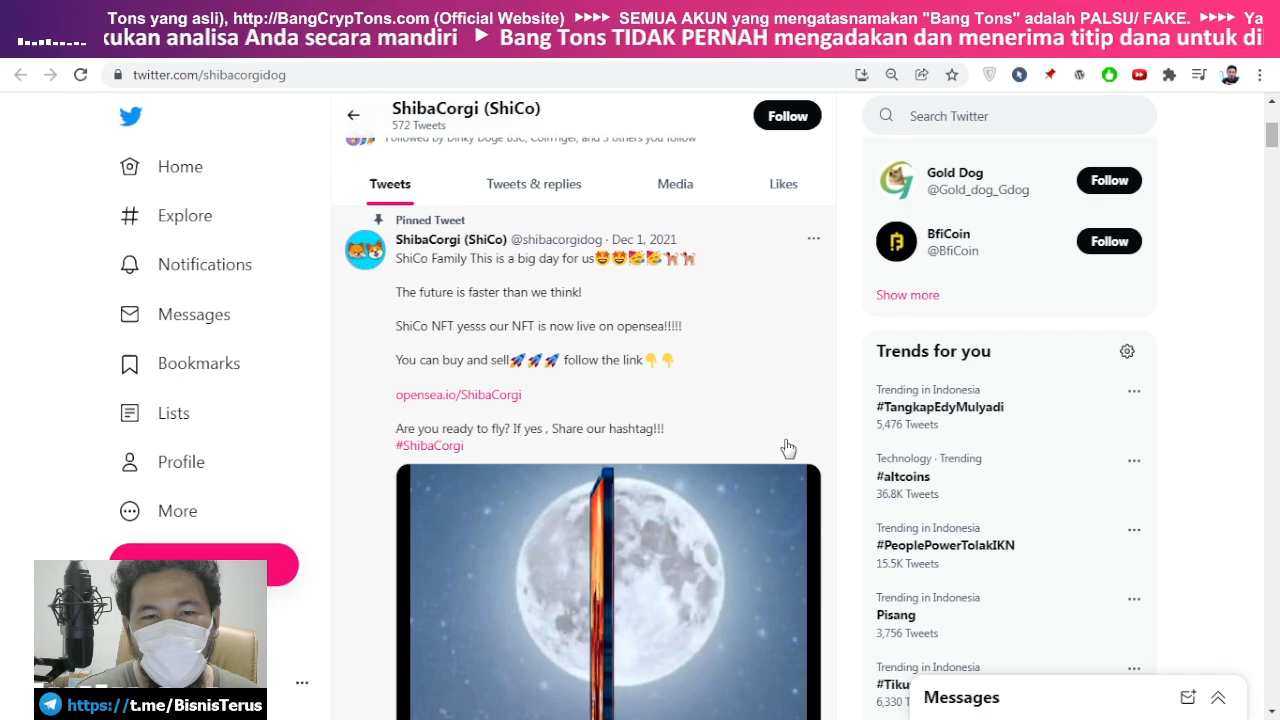 Tons yang asli), http://BangCrypTons.com (Official Website) ►►►► SEMUA AKUN yang mengatasnamakan "Bang Tons" adalah PALSU/ FAKE. ►►►► Ya
kukan analisa Anda secara mandiri ► Bang Tons TIDAK PERNAH mengadakan dan menerima titip dana untuk di
twitter.com/shibacorgidog
ShibaCorgi (ShiCo)
572 Tweets
Follow
Followed by Dinky Doge BSC, CoinTiger, and 5 others you follow
Tweets
Tweets & replies
Media
Likes
Pinned Tweet
ShibaCorgi (ShiCo) @shibacorgidog · Dec 1, 2021
ShiCo Family This is a big day for us🤩🤩🥳🥳🐕🐕
The future is faster than we think!
ShiCo NFT yesss our NFT is now live on opensea!!!!!
You can buy and sell🚀🚀🚀 follow the link👇👇
opensea.io/ShibaCorgi
Are you ready to fly? If yes , Share our hashtag!!!
#ShibaCorgi
Home
Explore
Notifications
Messages
Bookmarks
Lists
Profile
More
https://t.me/BisnisTerus
Search Twitter
Gold Dog
@Gold_dog_Gdog
Follow
BfiCoin
@BfiCoin
Follow
Show more
Trends for you
Trending in Indonesia
#TangkapEdyMulyadi
5,476 Tweets
Technology · Trending
#altcoins
36.8K Tweets
Trending in Indonesia
#PeoplePowerTolakIKN
15.5K Tweets
Trending in Indonesia
Pisang
3,756 Tweets
Trending in Indonesia
#Tiku
6,330 T
Messages